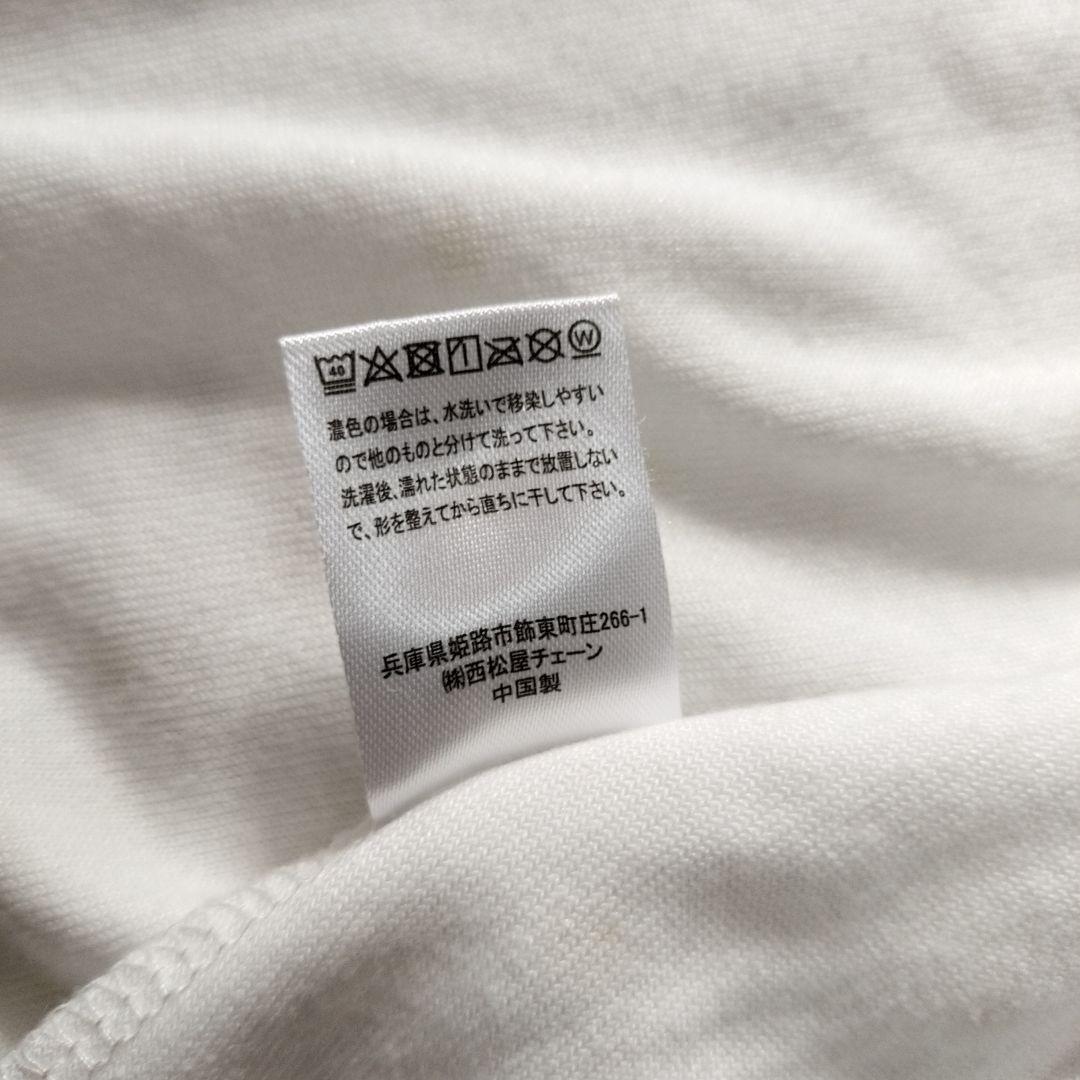 40 W
濃色の場合は、水洗いで移染しやすい
ので他のものと分けて洗って下さい。
洗濯後、濡れた状態のままで放置しない
で、形を整えてから直ちに干して下さい。
兵庫県姫路市飾東町庄266-1
㈱西松屋チェーン
中国製